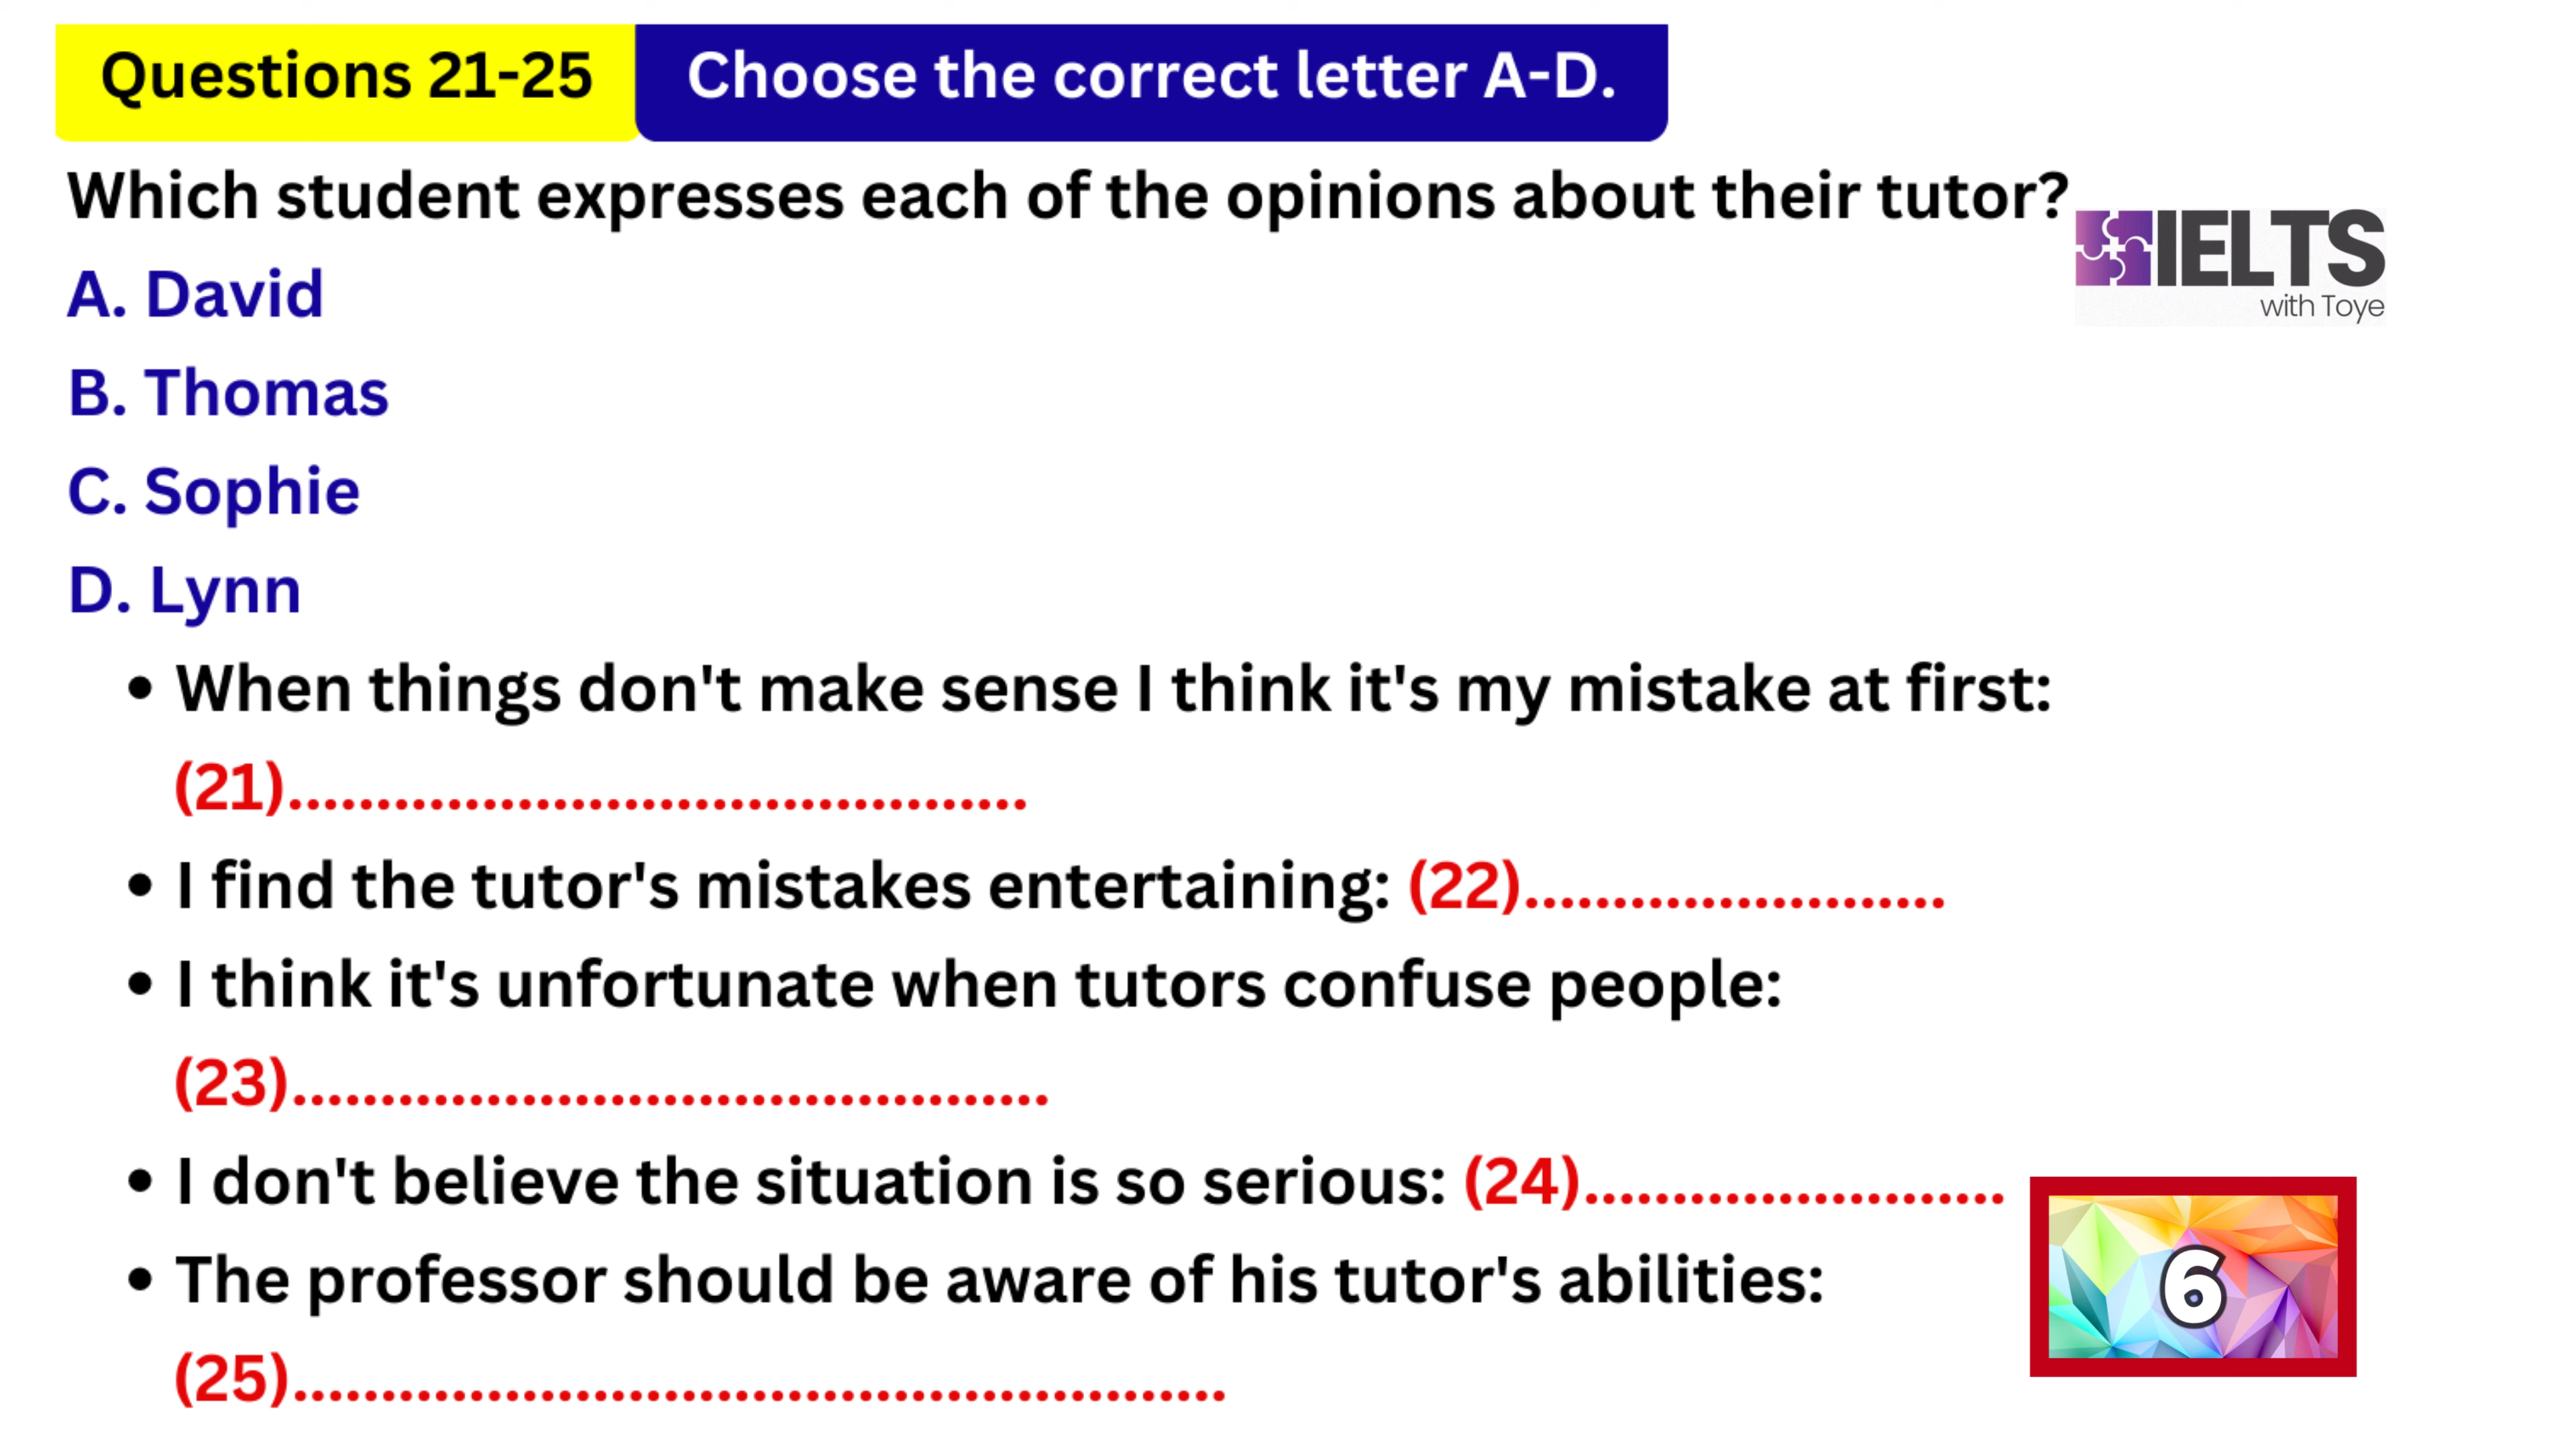 Questions 21-25
Choose the correct letter A-D.
Which student expresses each of the opinions about their tutor?
IELTS
with Toye
A. David
B. Thomas
C. Sophie
D. Lynn
• When things don't make sense I think it's my mistake at first:
(21)..........................................
• I find the tutor's mistakes entertaining: (22)........................
• I think it's unfortunate when tutors confuse people:
(23)...........................................
• I don't believe the situation is so serious: (24)........................
• The professor should be aware of his tutor's abilities:
(25).....................................................
6